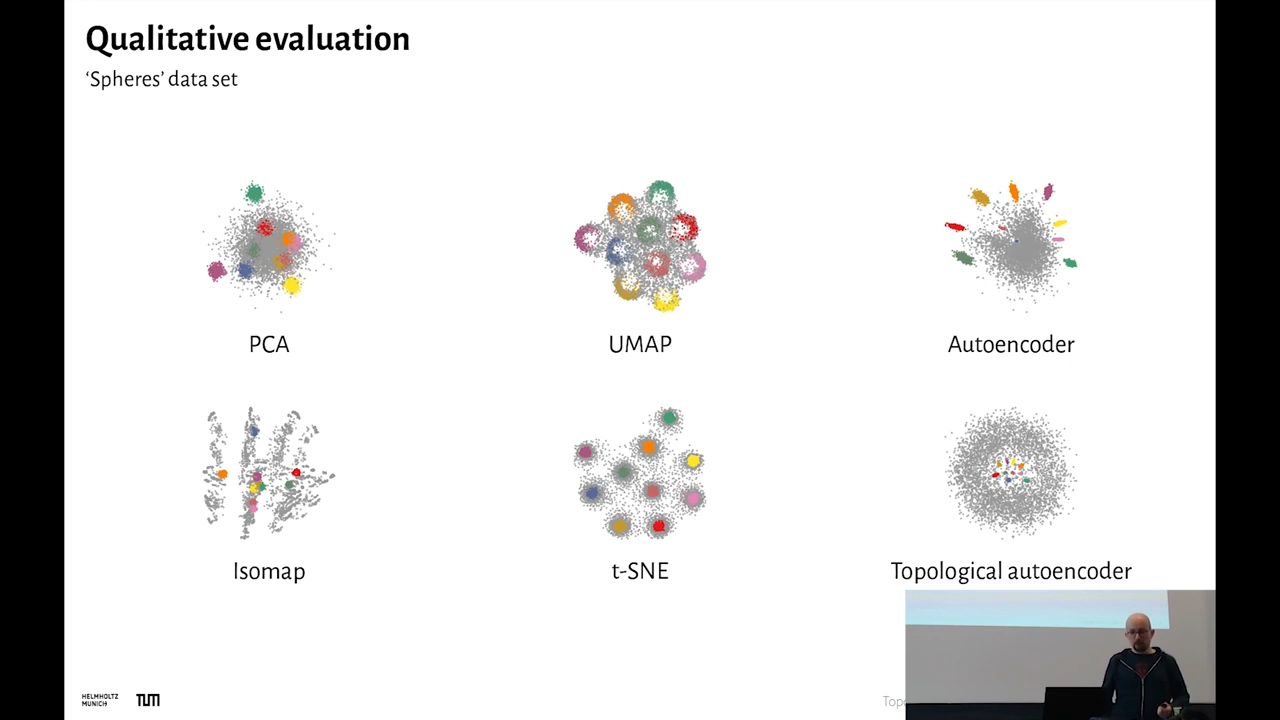 Qualitative evaluation
‘Spheres’ data set
PCA
UMAP
Autoencoder
Isomap
t-SNE
Topological autoencoder
HELMHOLTZ
MUNICH
TUM